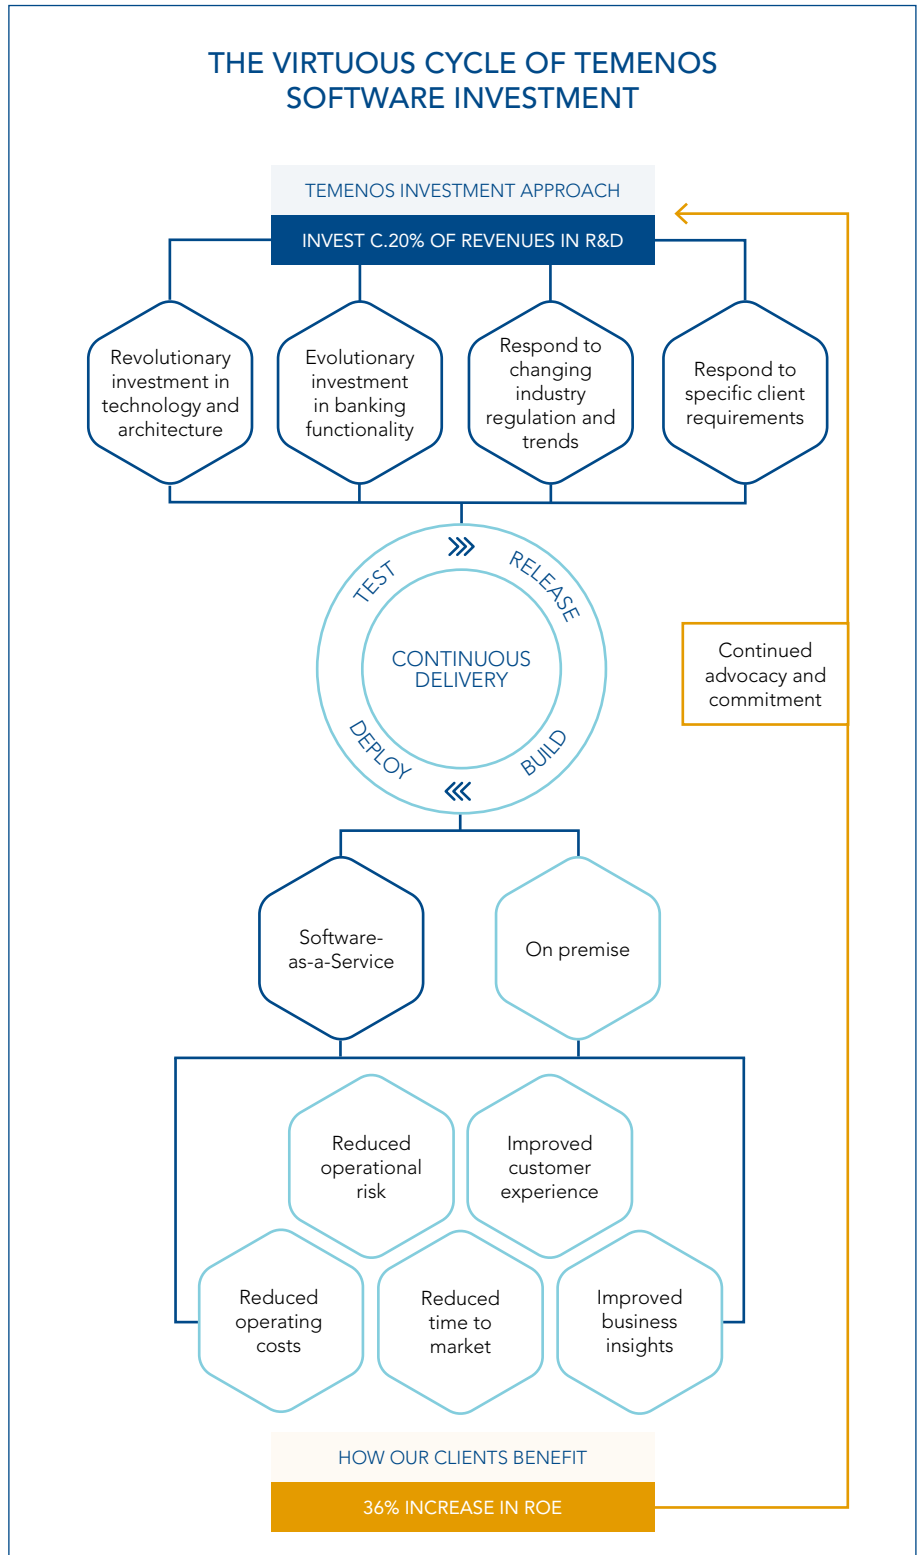 THE VIRTUOUS CYCLE OF TEMENOS
SOFTWARE INVESTMENT
TEMENOS INVESTMENT APPROACH
INVEST C.20% OF REVENUES IN R&D
Revolutionary
investment in
technology and
architecture
Evolutionary
investment
in banking
functionality
Respond to
changing
industry
regulation and
trends
Respond to
specific client
requirements
TEST
RELEASE
CONTINUOUS
DELIVERY
DEPLOY
BUILD
Continued
advocacy and
commitment
Software-
as-a-Service
On premise
Reduced
operational
risk
Improved
customer
experience
Reduced
operating
costs
Reduced
time to
market
Improved
business
insights
HOW OUR CLIENTS BENEFIT
36% INCREASE IN ROE